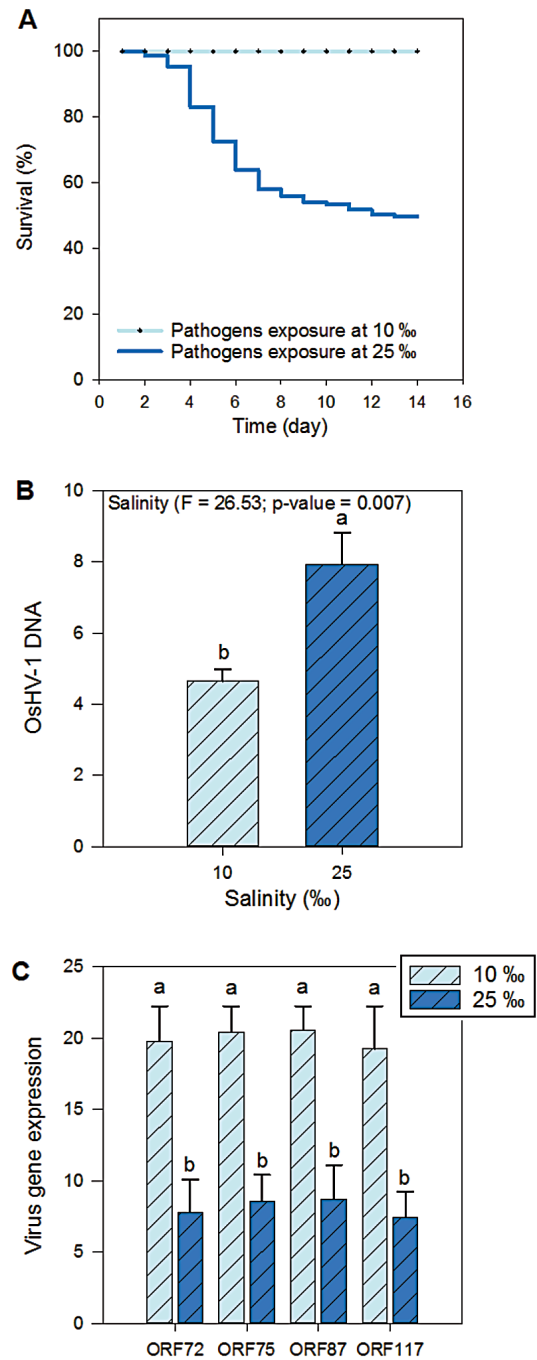 A
100
80
60
40
20
0
Survival (%)
Pathogens exposure at 10 ‰
Pathogens exposure at 25 ‰
0 2 4 6 8 10 12 14 16
Time (day)
B
10
8
6
4
2
0
OsHV-1 DNA
Salinity (F = 26.53; p-value = 0.007)
a
b
10 25
Salinity (‰)
C
25
20
15
10
5
0
Virus gene expression
10 ‰
25 ‰
a a a a
b b b b
ORF72 ORF75 ORF87 ORF117